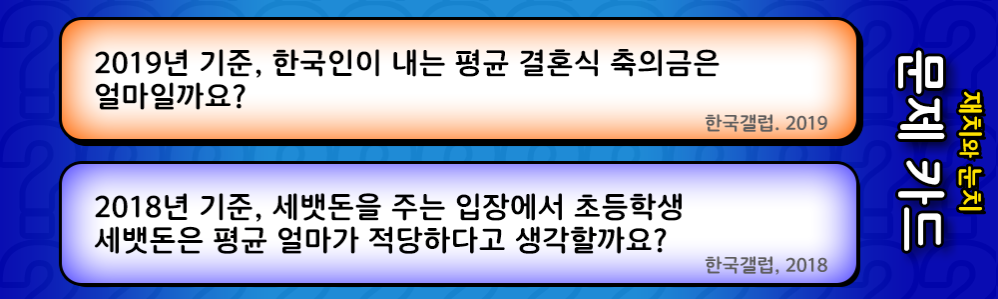 2019년 기준, 한국인이 내는 평균 결혼식 축의금은
얼마일까요?
한국갤럽. 2019
2018년 기준, 세뱃돈을 주는 입장에서 초등학생
세뱃돈은 평균 얼마가 적당하다고 생각할까요?
한국갤럽, 2018
재치와 눈치
문제 카드